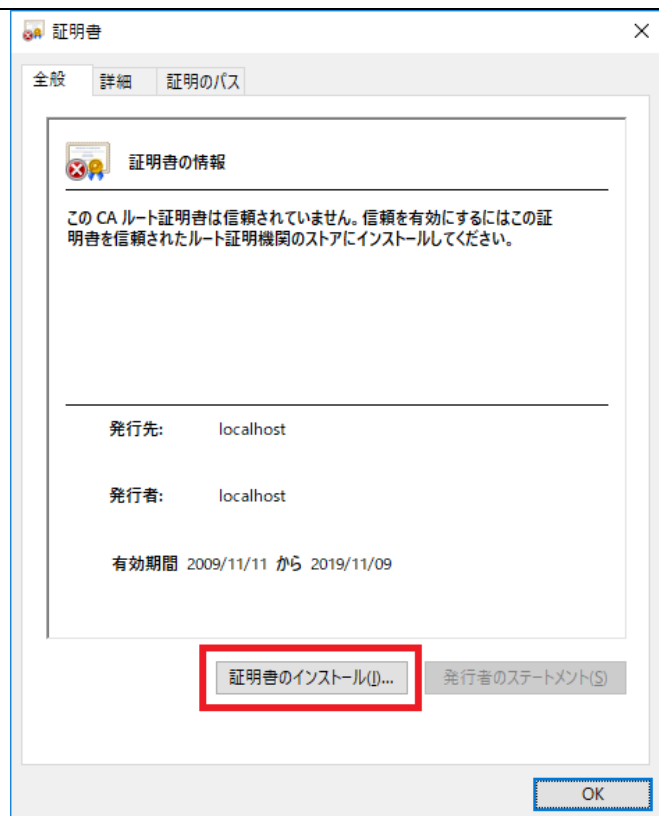 証明書
全般 詳細 証明のパス
証明書の情報
この CA ルート証明書は信頼されていません。信頼を有効にするにはこの証
明書を信頼されたルート証明機関のストアにインストールしてください。
発行先: localhost
発行者: localhost
有効期間 2009/11/11 から 2019/11/09
証明書のインストール(I)... 発行者のステートメント(S)
OK